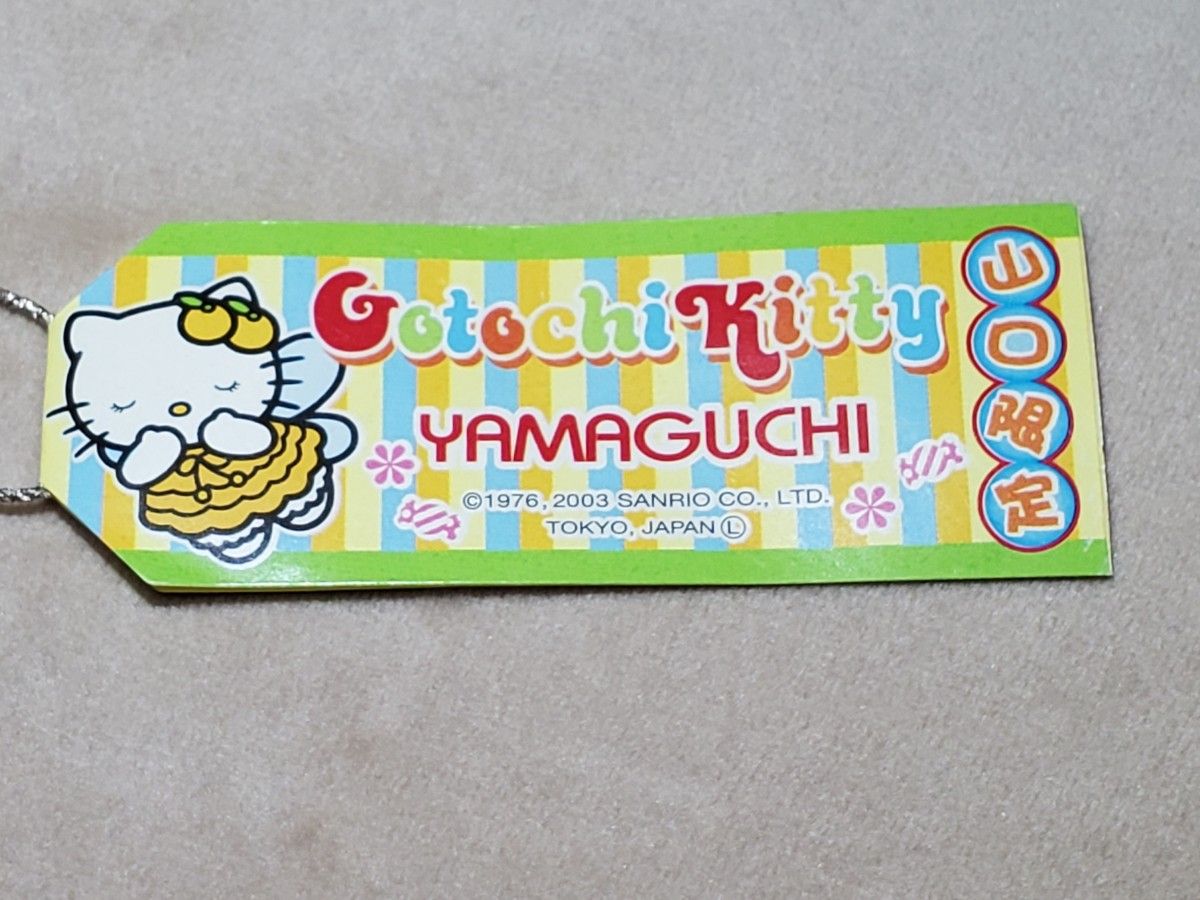 Gotochi Kitty
YAMAGUCHI
©1976, 2003 SANRIO CO., LTD.
TOKYO, JAPAN Ⓛ
山口限定